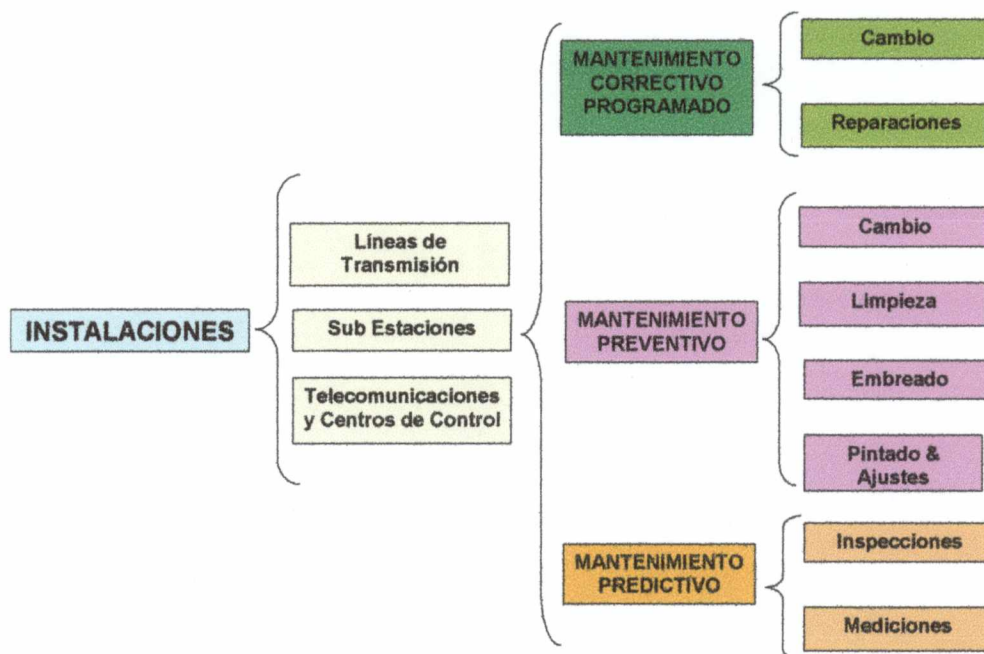 INSTALACIONES
Líneas de
Transmisión
Sub Estaciones
Telecomunicaciones
y Centros de Control
MANTENIMIENTO
CORRECTIVO
PROGRAMADO
Cambio
Reparaciones
MANTENIMIENTO
PREVENTIVO
Cambio
Limpieza
Embreado
Pintado &
Ajustes
MANTENIMIENTO
PREDICTIVO
Inspecciones
Mediciones